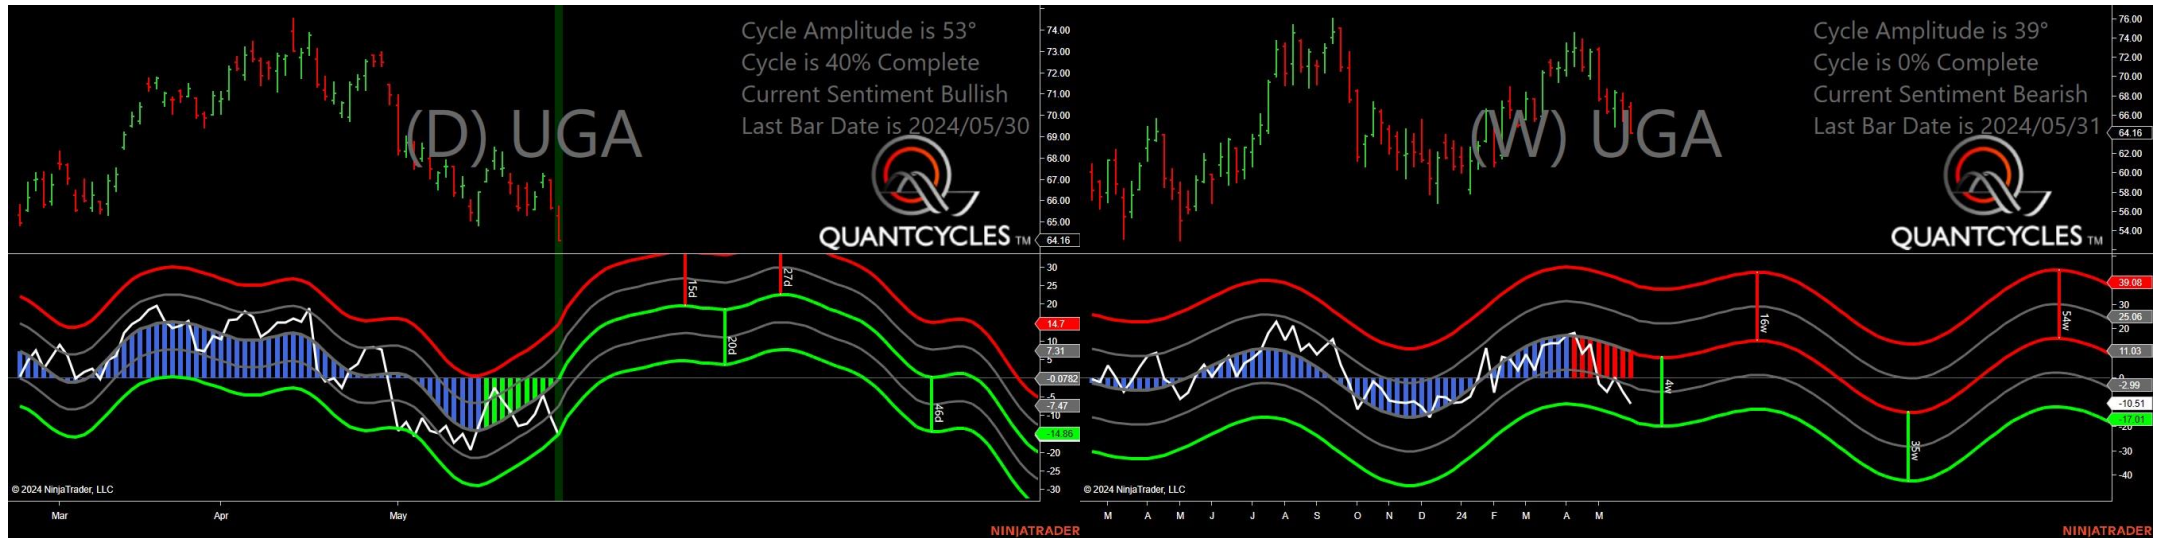 Cycle Amplitude is 53°
Cycle is 40% Complete
Current Sentiment Bullish
Last Bar Date is 2024/05/30
(D) UGA
QUANTCYCLES TM
74.00
73.00
72.00
71.00
70.00
69.00
68.00
67.00
66.00
65.00
64.16
15d
27d
20d
46d
30
25
20
14.7
10
7.31
5
-0.0782
-5
-7.47
-10
-14.86
-20
-25
-30
© 2024 NinjaTrader, LLC
Mar
Apr
May
NINJATRADER
Cycle Amplitude is 39°
Cycle is 0% Complete
Current Sentiment Bearish
Last Bar Date is 2024/05/31
(W) UGA
QUANTCYCLES TM
76.00
74.00
72.00
70.00
68.00
66.00
64.16
62.00
60.00
58.00
56.00
54.00
16w
54w
4w
35w
39.08
30
25.06
20
11.03
0
-2.99
-10.51
-17.01
-20
-30
-40
© 2024 NinjaTrader, LLC
M A M J J A S O N D 24 F M A M
NINJATRADER